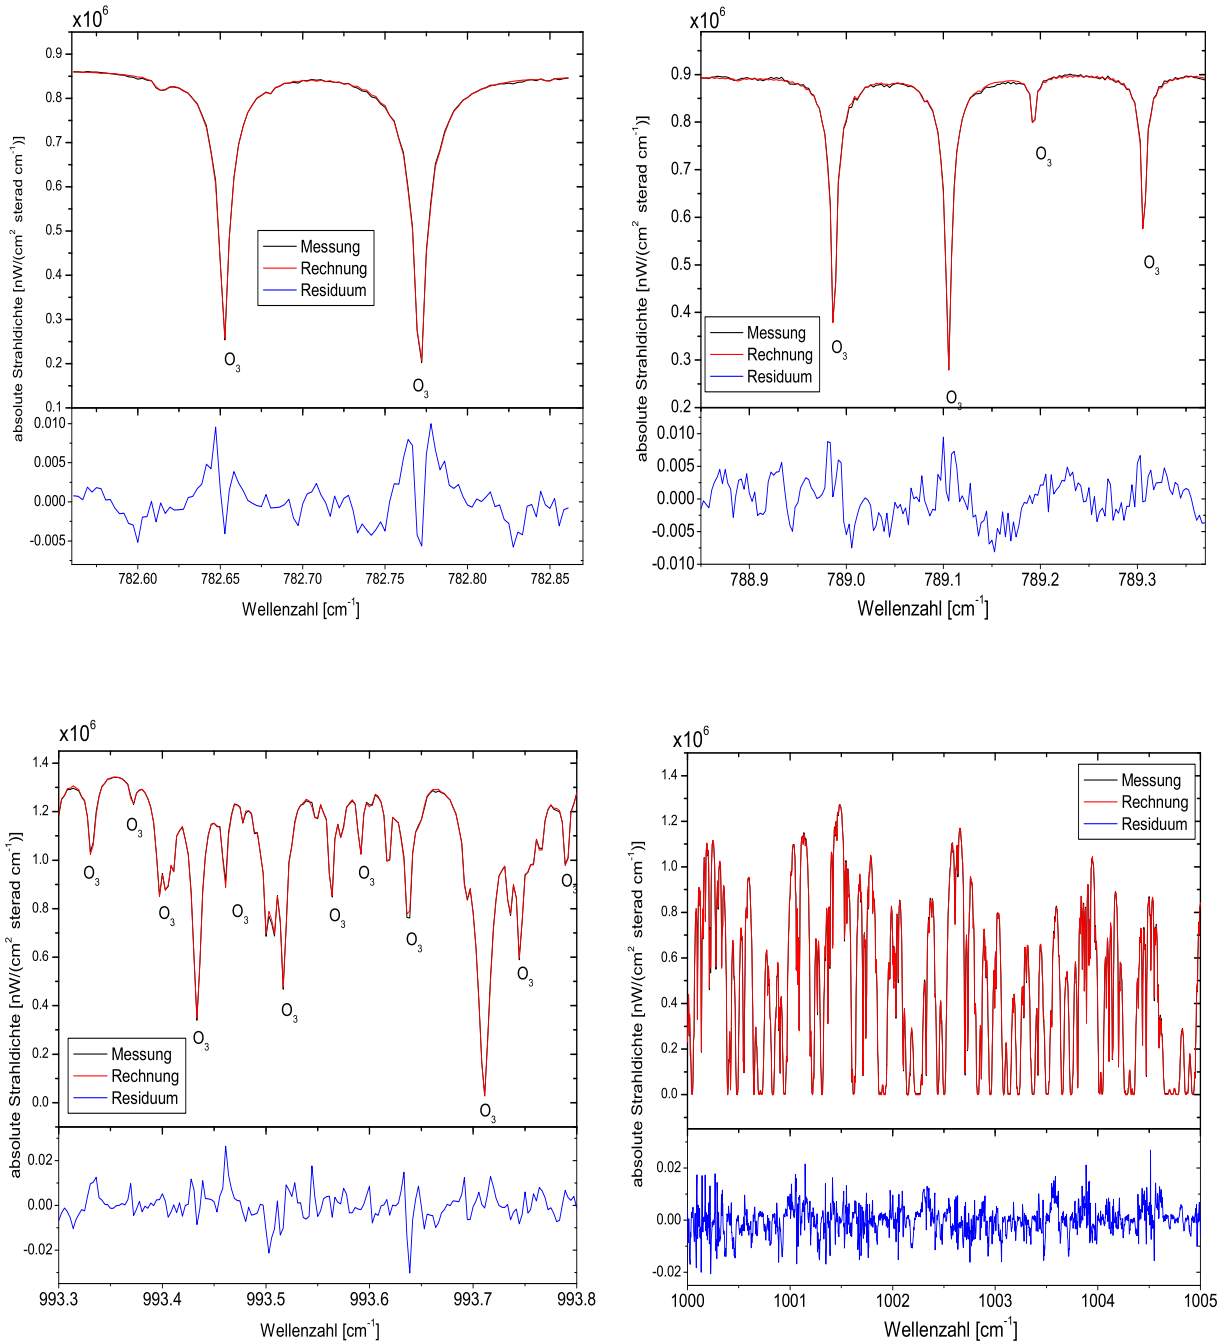 x10⁶
absolute Strahldichte [nW/(cm² sterad cm⁻¹)]
0.9
0.8
0.7
0.6
0.5
0.4
0.3
0.2
0.1
Messung
Rechnung
Residuum
O₃
O₃
0.010
0.005
0.000
-0.005
782.60 782.65 782.70 782.75 782.80 782.85
Wellenzahl [cm⁻¹]
x10⁶
absolute Strahldichte [nW/(cm² sterad cm⁻¹)]
0.9
0.8
0.7
0.6
0.5
0.4
0.3
0.2
O₃
O₃
Messung
Rechnung
Residuum
O₃
O₃
0.010
0.005
0.000
-0.005
-0.010
788.9 789.0 789.1 789.2 789.3
Wellenzahl [cm⁻¹]
x10⁶
absolute Strahldichte [nW/(cm² sterad cm⁻¹)]
1.4
1.2
1.0
0.8
0.6
0.4
0.2
0.0
O₃
O₃
O₃
O₃
O₃
O₃
O₃
O₃
O₃
O₃
O₃
O₃
Messung
Rechnung
Residuum
0.02
0.00
-0.02
993.3 993.4 993.5 993.6 993.7 993.8
Wellenzahl [cm⁻¹]
x10⁶
absolute Strahldichte [nW/(cm² sterad cm⁻¹)]
1.4
1.2
1.0
0.8
0.6
0.4
0.2
0.0
Messung
Rechnung
Residuum
0.02
0.00
-0.02
1000 1001 1002 1003 1004 1005
Wellenzahl [cm⁻¹]